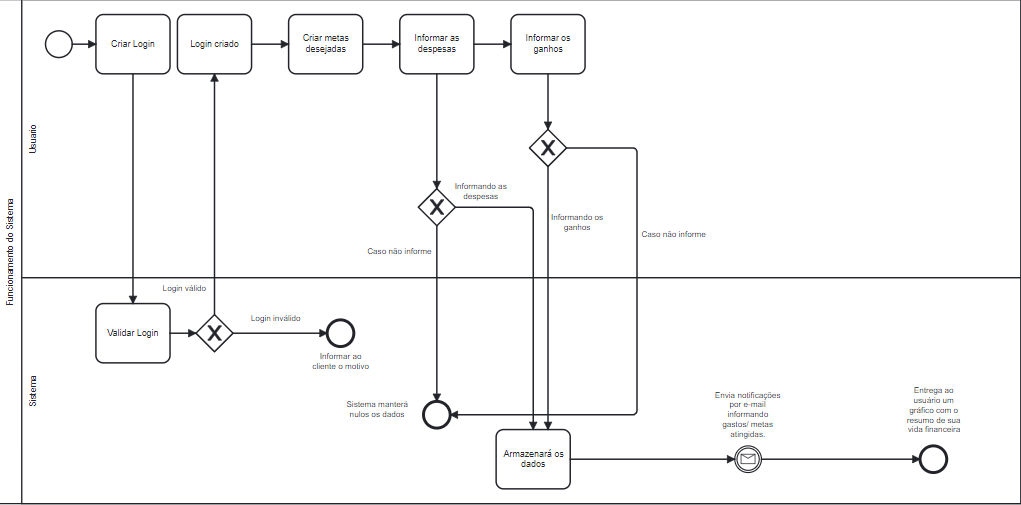 Funcionamento do Sistema
Usuario
Criar Login
Login criado
Criar metas
desejadas
Informar as
despesas
Informar os
ganhos
Informando as
despesas
Informando os
ganhos
Caso não informe
Caso não informe
Sistema
Login válido
Validar Login
Login inválido
Informar ao
cliente o motivo
Sistema manterá
nulos os dados
Armazenará os
dados
Envia notificações
por e-mail
informando
gastos/ metas
atingidas.
Entrega ao
usuário um
gráfico com o
resumo de sua
vida financeira